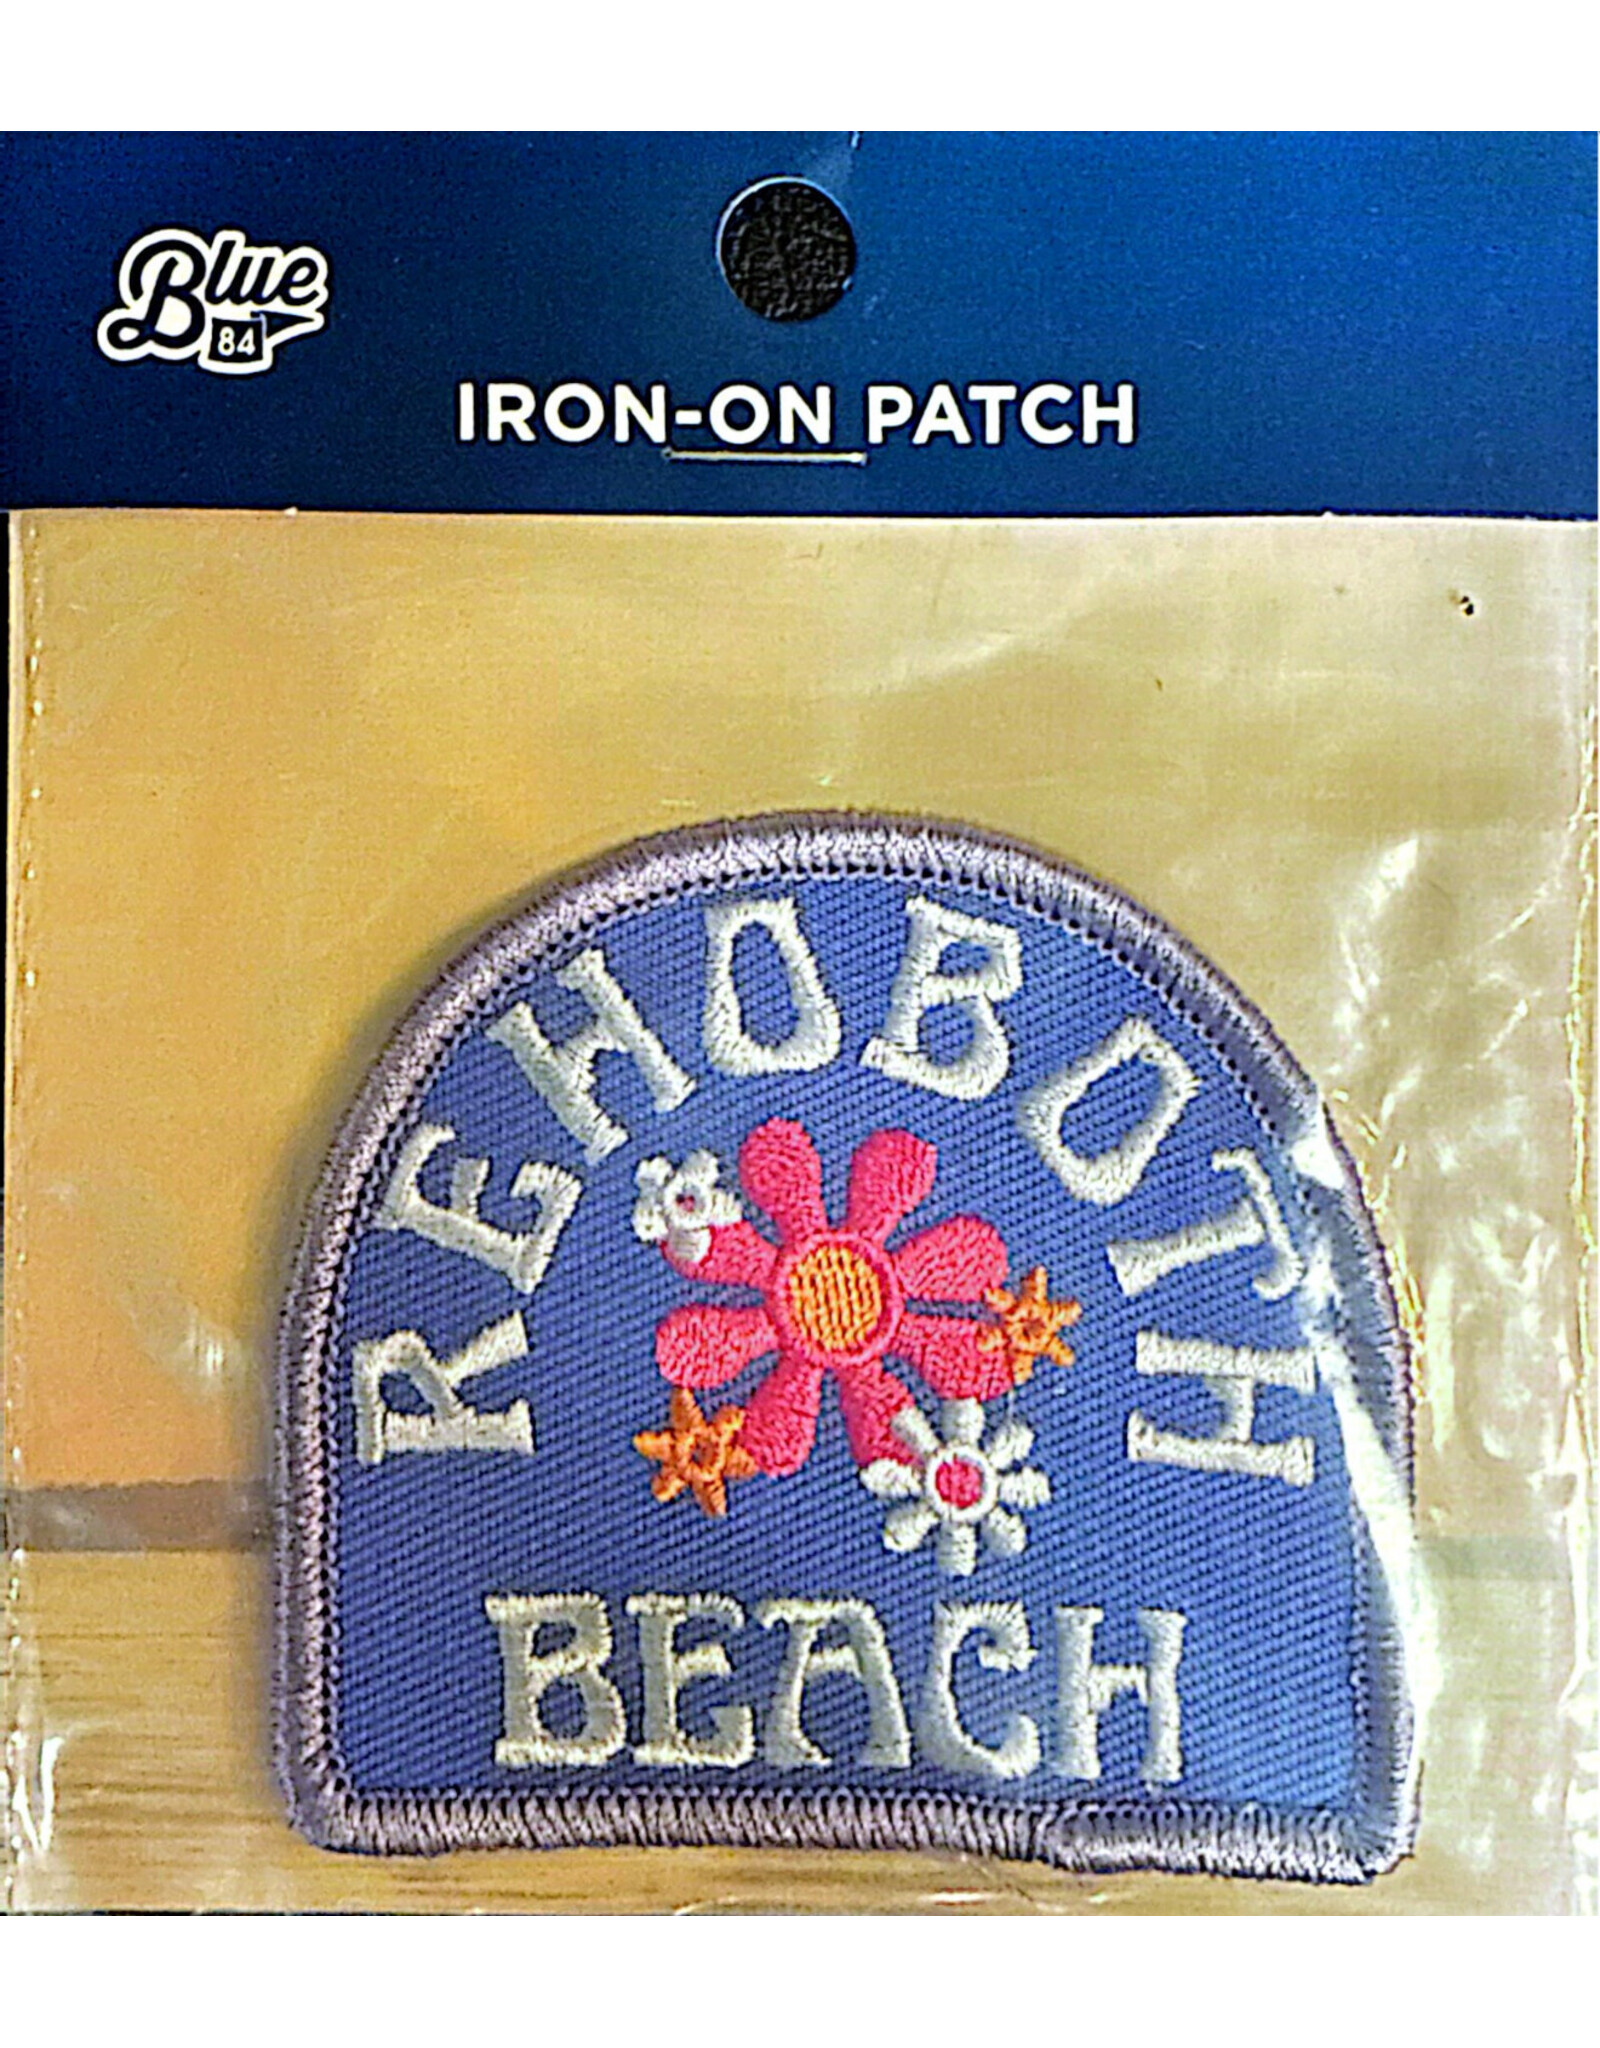 Blue
84
IRON-ON PATCH
REHOBOTH
BEACH